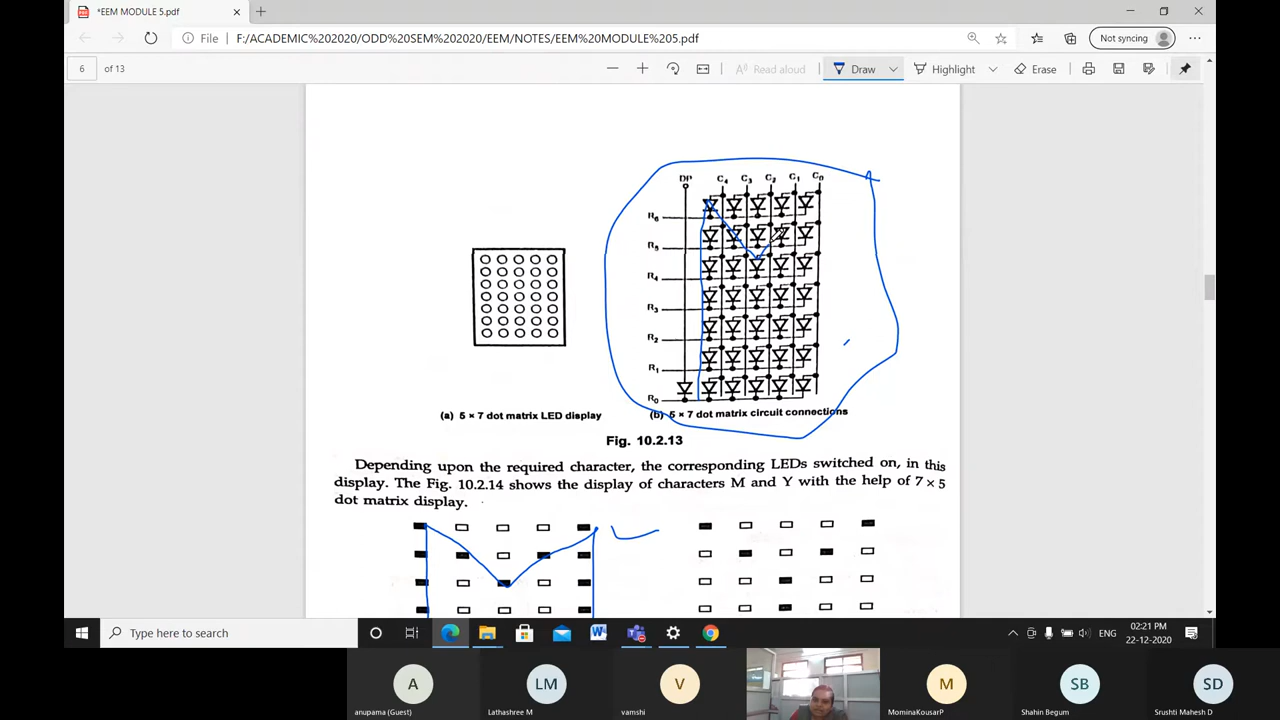 *EEM MODULE 5.pdf
File
F:/ACADEMIC%202020/ODD%20SEM%202020/EEM/NOTES/EEM%20MODULE%205.pdf
Not syncing
6 of 13
Read aloud
Draw
Highlight
Erase
DP C4 C3 C2 C1 C0
R6
R5
R4
R3
R2
R1
R0
(a) 5 × 7 dot matrix LED display
(b) 5 × 7 dot matrix circuit connections
Fig. 10.2.13
Depending upon the required character, the corresponding LEDs switched on, in this
display. The Fig. 10.2.14 shows the display of characters M and Y with the help of 7 × 5
dot matrix display.
Type here to search
ENG
02:21 PM
22-12-2020
A
LM
V
M
SB
SD
anupama (Guest)
Lathashree M
vamshi
MominaKousarP
Shahin Begum
Srushti Mahesh D